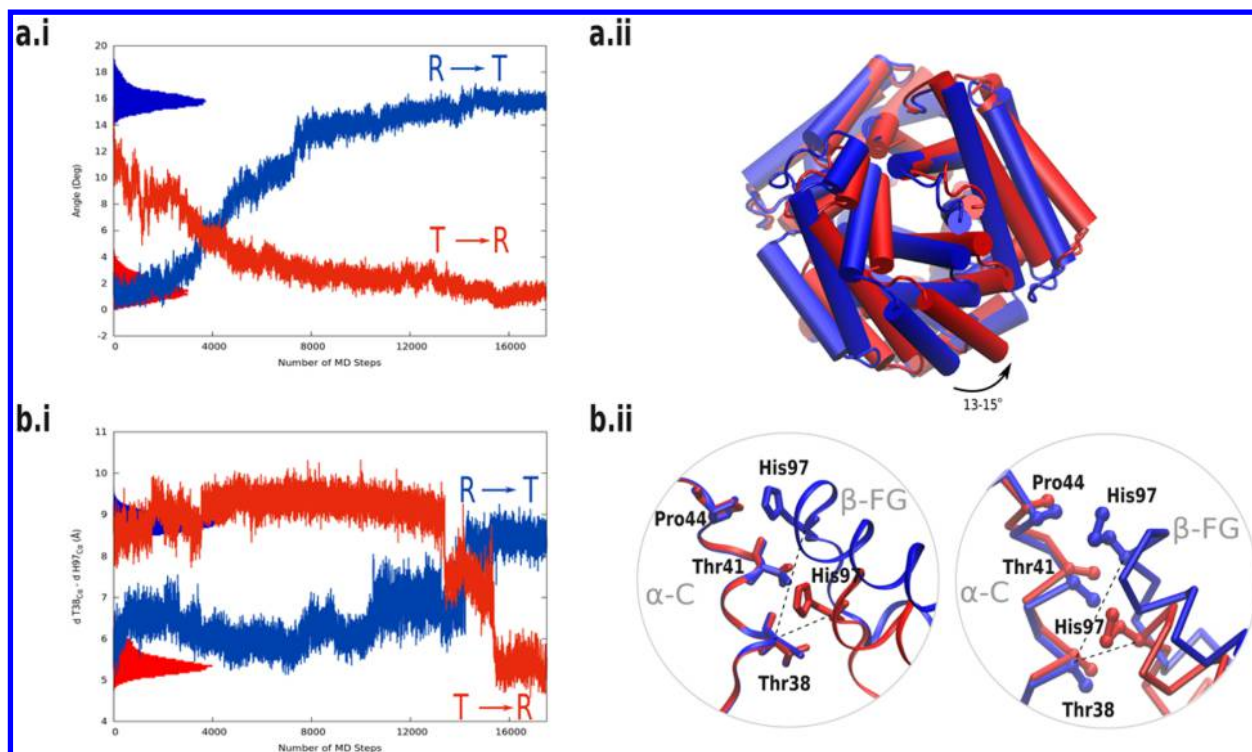 a.i
20
18
16
14
12
10
8
6
4
2
0
-2
Angle (Deg)
R → T
T → R
0
4000
8000
12000
16000
Number of MD Steps
a.ii
13-15°
b.i
11
10
9
8
7
6
5
4
d T38Cα - d H97Cα (Å)
R → T
T → R
0
4000
8000
12000
16000
Number of MD Steps
b.ii
His97
β-FG
Pro44
Thr41
His97
α-C
Thr38
Pro44
His97
β-FG
Thr41
α-C
His97
Thr38